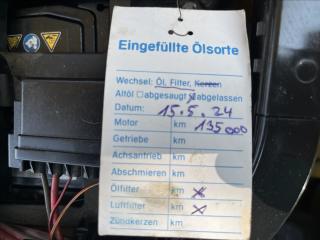 Eingefüllte Ölsorte
Wechsel: Öl, Filter, Kerzen
Altöl ☐ abgesaugt ☑ abgelassen
Datum: 15.5.24
Motor km 195000
Getriebe km
Achsantrieb km
Abschmieren km
Ölfilter km x
Luftfilter km x
Zündkerzen km